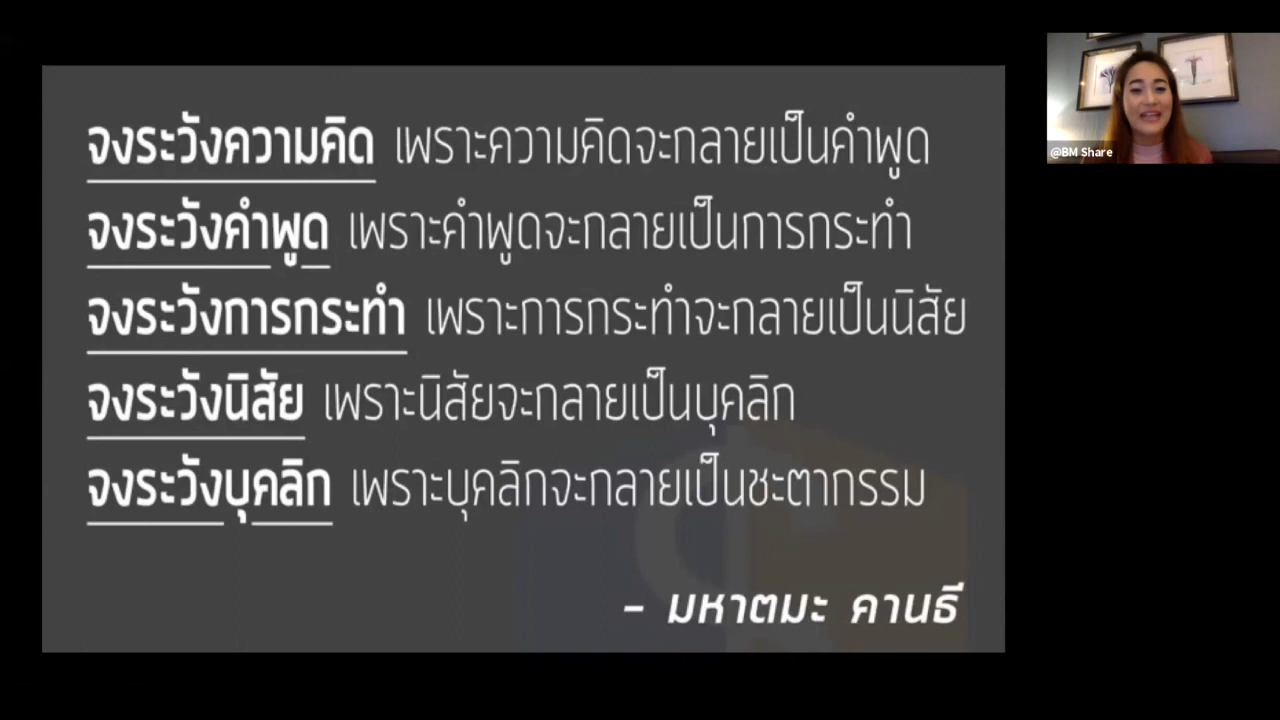 จงระวังความคิด เพราะความคิดจะกลายเป็นคำพูด
จงระวังคำพูด เพราะคำพูดจะกลายเป็นการกระทำ
จงระวังการกระทำ เพราะการกระทำจะกลายเป็นนิสัย
จงระวังนิสัย เพราะนิสัยจะกลายเป็นบุคลิก
จงระวังบุคลิก เพราะบุคลิกจะกลายเป็นชะตากรรม
– มหาตมะ คานธี
@BM Share